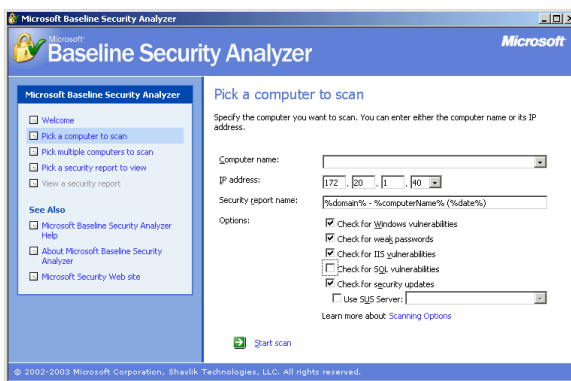 Microsoft Baseline Security Analyzer
Microsoft
Baseline Security Analyzer
Microsoft
Microsoft Baseline Security Analyzer
Welcome
Pick a computer to scan
Pick multiple computers to scan
Pick a security report to view
View a security report
See Also
Microsoft Baseline Security Analyzer
Help
About Microsoft Baseline Security
Analyzer
Microsoft Security Web site
Pick a computer to scan
Specify the computer you want to scan. You can enter either the computer name or its IP
address.
Computer name:
IP address: 172 . 20 . 1 . 40
Security report name: %domain% - %computerName% (%date%)
Options: Check for Windows vulnerabilities
Check for weak passwords
Check for IIS vulnerabilities
Check for SQL vulnerabilities
Check for security updates
Use SUS Server:
Learn more about Scanning Options
Start scan
© 2002-2003 Microsoft Corporation, Shavlik Technologies, LLC. All rights reserved.